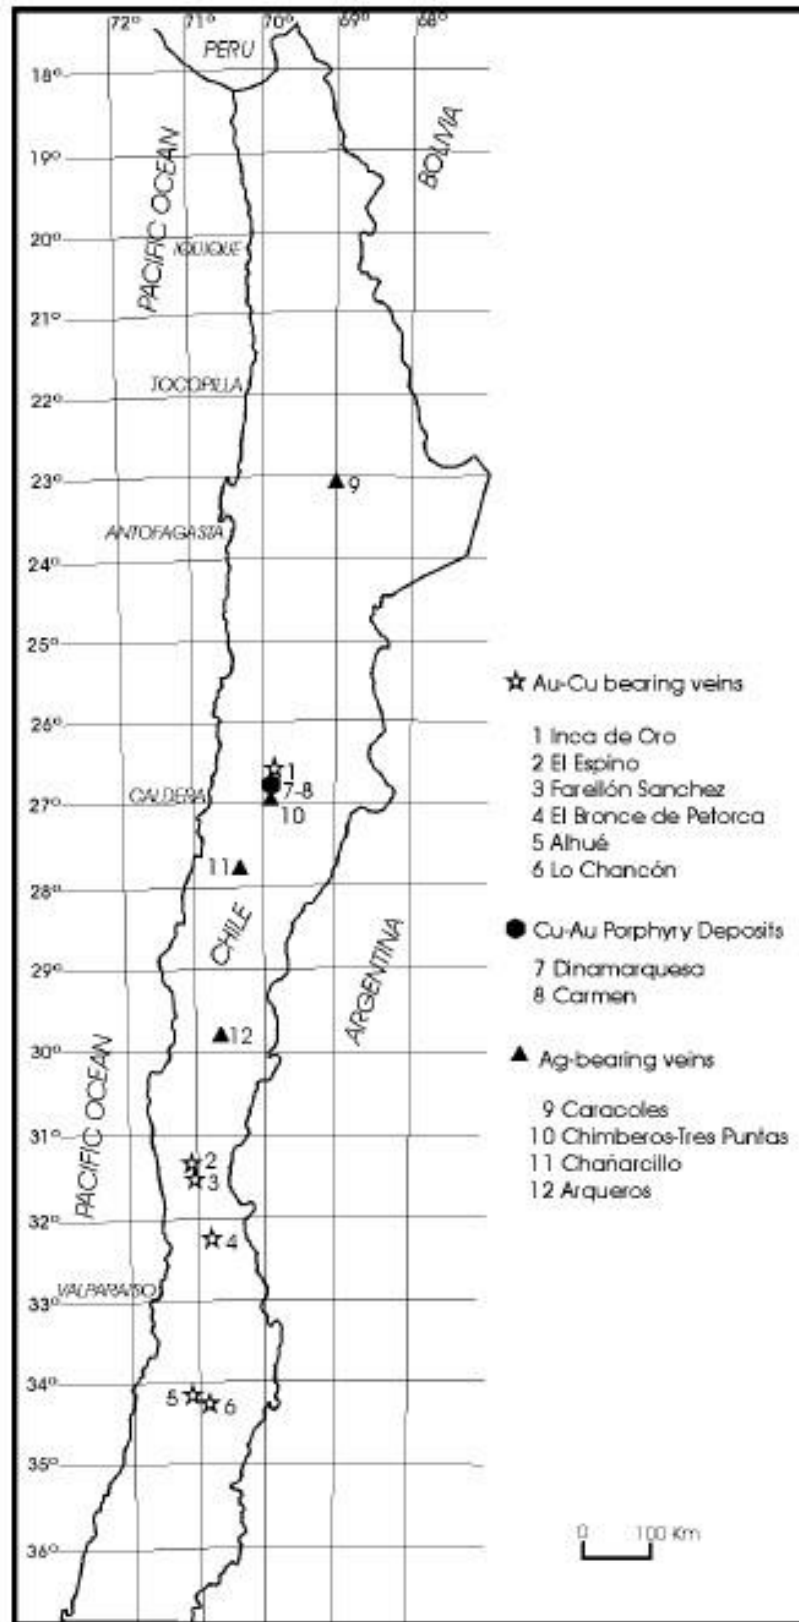 72° 71° 70° 69° 68°
PERU
18°
BOLIVIA
19°
PACIFIC OCEAN
20°
IQUIQUE
21°
TOCOPILLA
22°
23°
9
ANTOFAGASTA
24°
25°
26°
1
CALDERA
7-8
27°
10
11
28°
CHILE
ARGENTINA
29°
12
30°
PACIFIC OCEAN
31°
2
3
32°
4
VALPARAISO
33°
34°
5
6
35°
36°
Au-Cu bearing veins
1 Inca de Oro
2 El Espino
3 Farellón Sanchez
4 El Bronce de Petorca
5 Alhué
6 Lo Chancón
Cu-Au Porphyry Deposits
7 Dinamarquesa
8 Carmen
Ag-bearing veins
9 Caracoles
10 Chimberos-Tres Puntas
11 Chañarcillo
12 Arqueros
0 100 Km